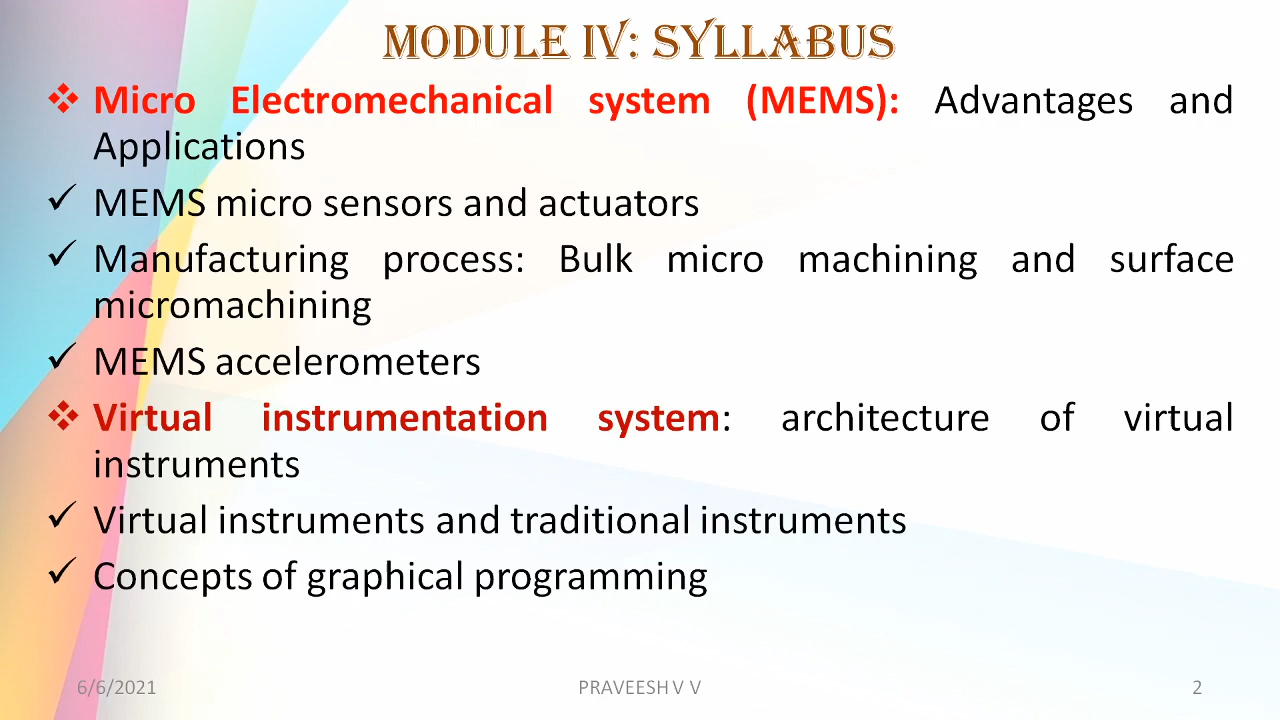 MODULE IV: SYLLABUS
❖ Micro Electromechanical system (MEMS): Advantages and
Applications
✓ MEMS micro sensors and actuators
✓ Manufacturing process: Bulk micro machining and surface
micromachining
✓ MEMS accelerometers
❖ Virtual instrumentation system: architecture of virtual
instruments
✓ Virtual instruments and traditional instruments
✓ Concepts of graphical programming
6/6/2021 PRAVEESH V V 2